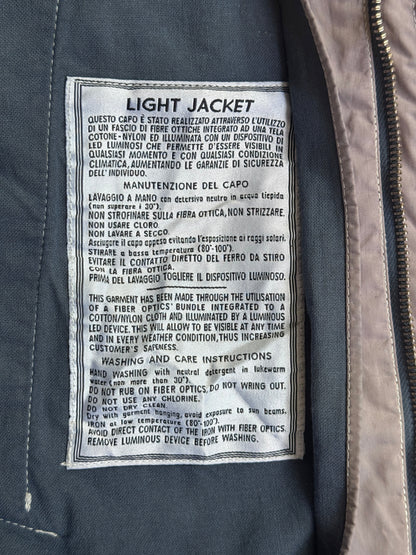 LIGHT JACKET
QUESTO CAPO È STATO REALIZZATO ATTRAVERSO L'UTILIZZO
DI UN FASCIO DI FIBRE OTTICHE INTEGRATO AD UNA TELA
COTONE-NYLON ED ILLUMINATA CON UN DISPOSITIVO DI
LED LUMINOSI CHE PERMETTE D'ESSERE VISIBILI IN
QUALSIASI MOMENTO E CON QUALSIASI CONDIZIONE
CLIMATICA, AUMENTANDO LE GARANZIE DI SICUREZZA
DELL'INDIVIDUO.
MANUTENZIONE DEL CAPO
LAVAGGIO A MANO con detersivo neutro in acqua tiepida
(non superare i 30°).
NON STROFINARE SULLA FIBRA OTTICA, NON STRIZZARE.
NON USARE CLORO.
NON LAVARE A SECCO.
Asciugare il capo appeso evitando l'esposizione ai raggi solari.
STIRARE a bassa temperatura (80°-100°).
EVITARE IL CONTATTO DIRETTO DEL FERRO DA STIRO
CON LA FIBRA OTTICA.
PRIMA DEL LAVAGGIO TOGLIERE IL DISPOSITIVO LUMINOSO.
THIS GARMENT HAS BEEN MADE THROUGH THE UTILISATION
OF A FIBER OPTICS' BUNDLE INTEGRATED TO A
COTTON/NYLON CLOTH AND ILLUMINATED BY A LUMINOUS
LED DEVICE. THIS WILL ALLOW TO BE VISIBLE AT ANY TIME
AND IN EVERY WEATHER CONDITION, THUS INCREASING
CUSTOMER'S SAFENESS.
WASHING AND CARE INSTRUCTIONS
HAND WASHING with neutral detergent in lukewarm
water (non more than 30°).
DO NOT RUB ON FIBER OPTICS, DO NOT WRING OUT.
DO NOT USE ANY CHLORINE.
DO NOT DRY CLEAN.
Dry with garment hanging, avoid exposure to sun beams.
IRON at low temperature (80°-100°).
AVOID DIRECT CONTACT OF THE IRON WITH FIBER OPTICS.
REMOVE LUMINOUS DEVICE BEFORE WASHING.